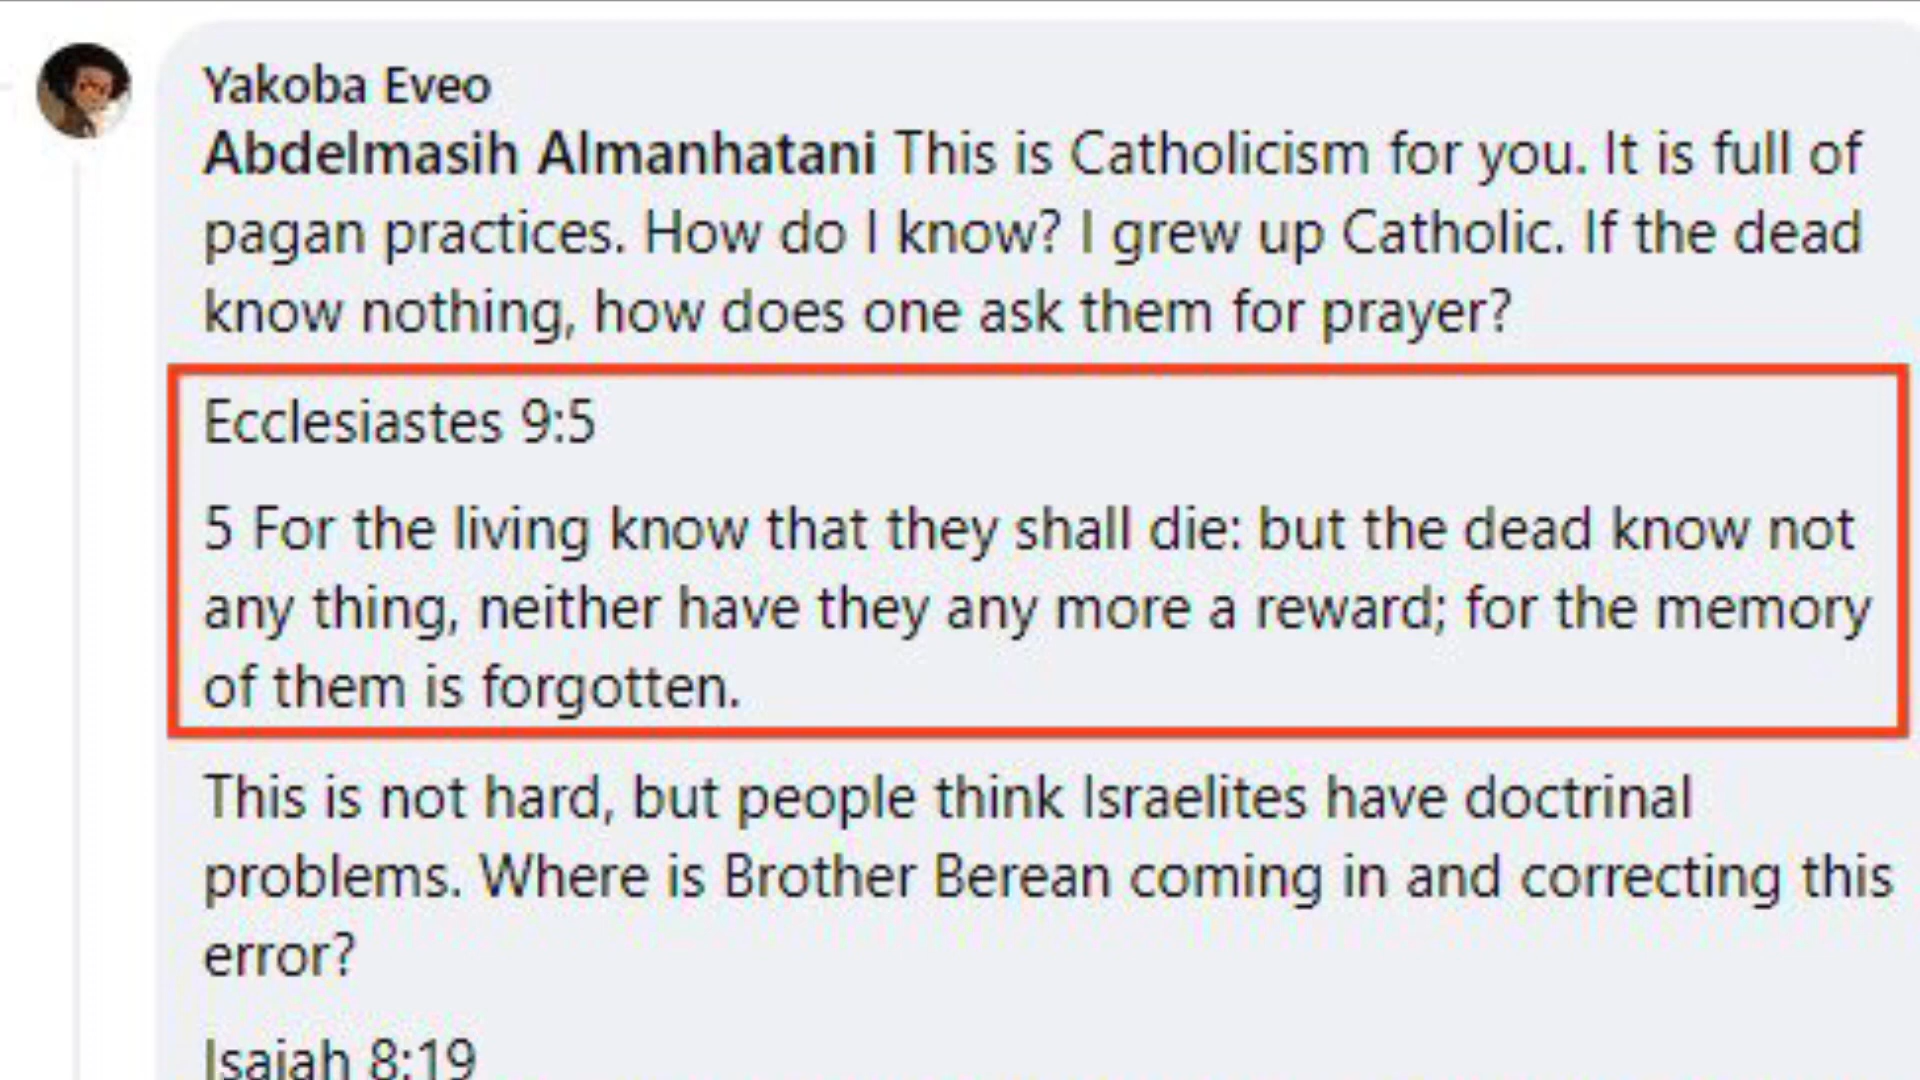 Yakoba Eveo
Abdelmasih Almanhatani This is Catholicism for you. It is full of
pagan practices. How do I know? I grew up Catholic. If the dead
know nothing, how does one ask them for prayer?
Ecclesiastes 9:5
5 For the living know that they shall die: but the dead know not
any thing, neither have they any more a reward; for the memory
of them is forgotten.
This is not hard, but people think Israelites have doctrinal
problems. Where is Brother Berean coming in and correcting this
error?
Isaiah 8:19